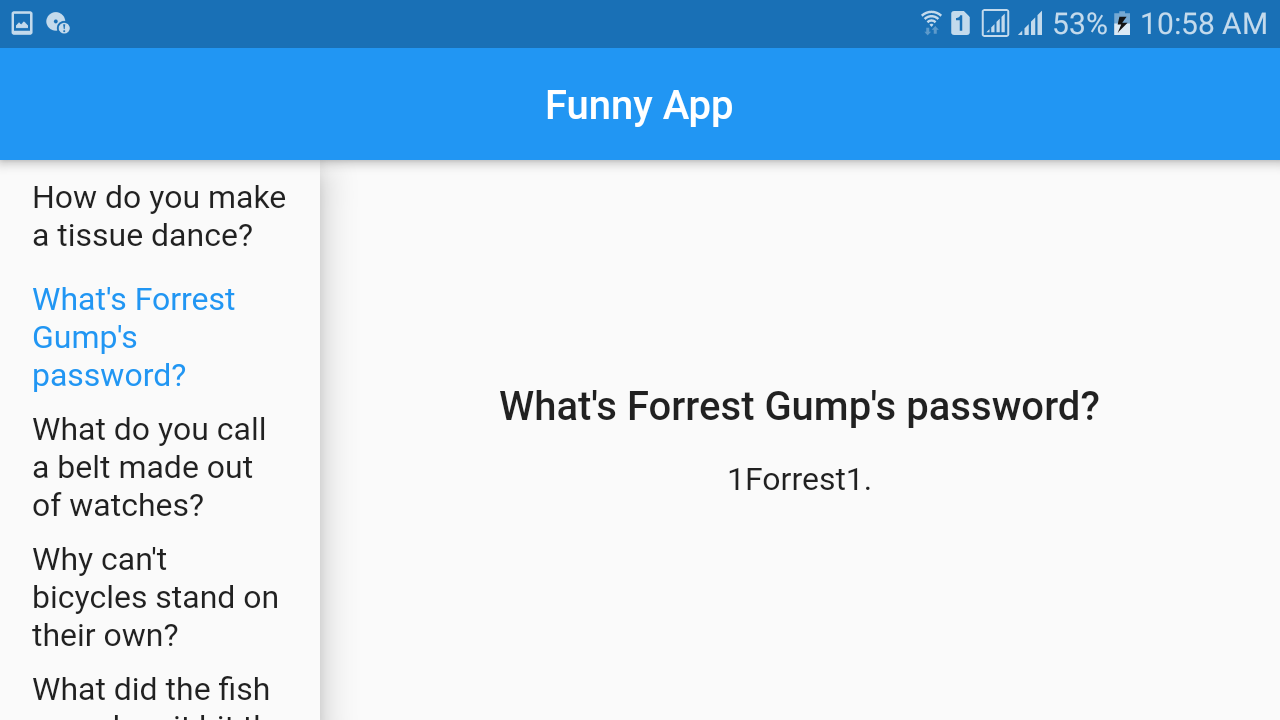 53% 10:58 AM
Funny App
How do you make
a tissue dance?
What's Forrest
Gump's
password?
What do you call
a belt made out
of watches?
Why can't
bicycles stand on
their own?
What did the fish
What's Forrest Gump's password?
1Forrest1.